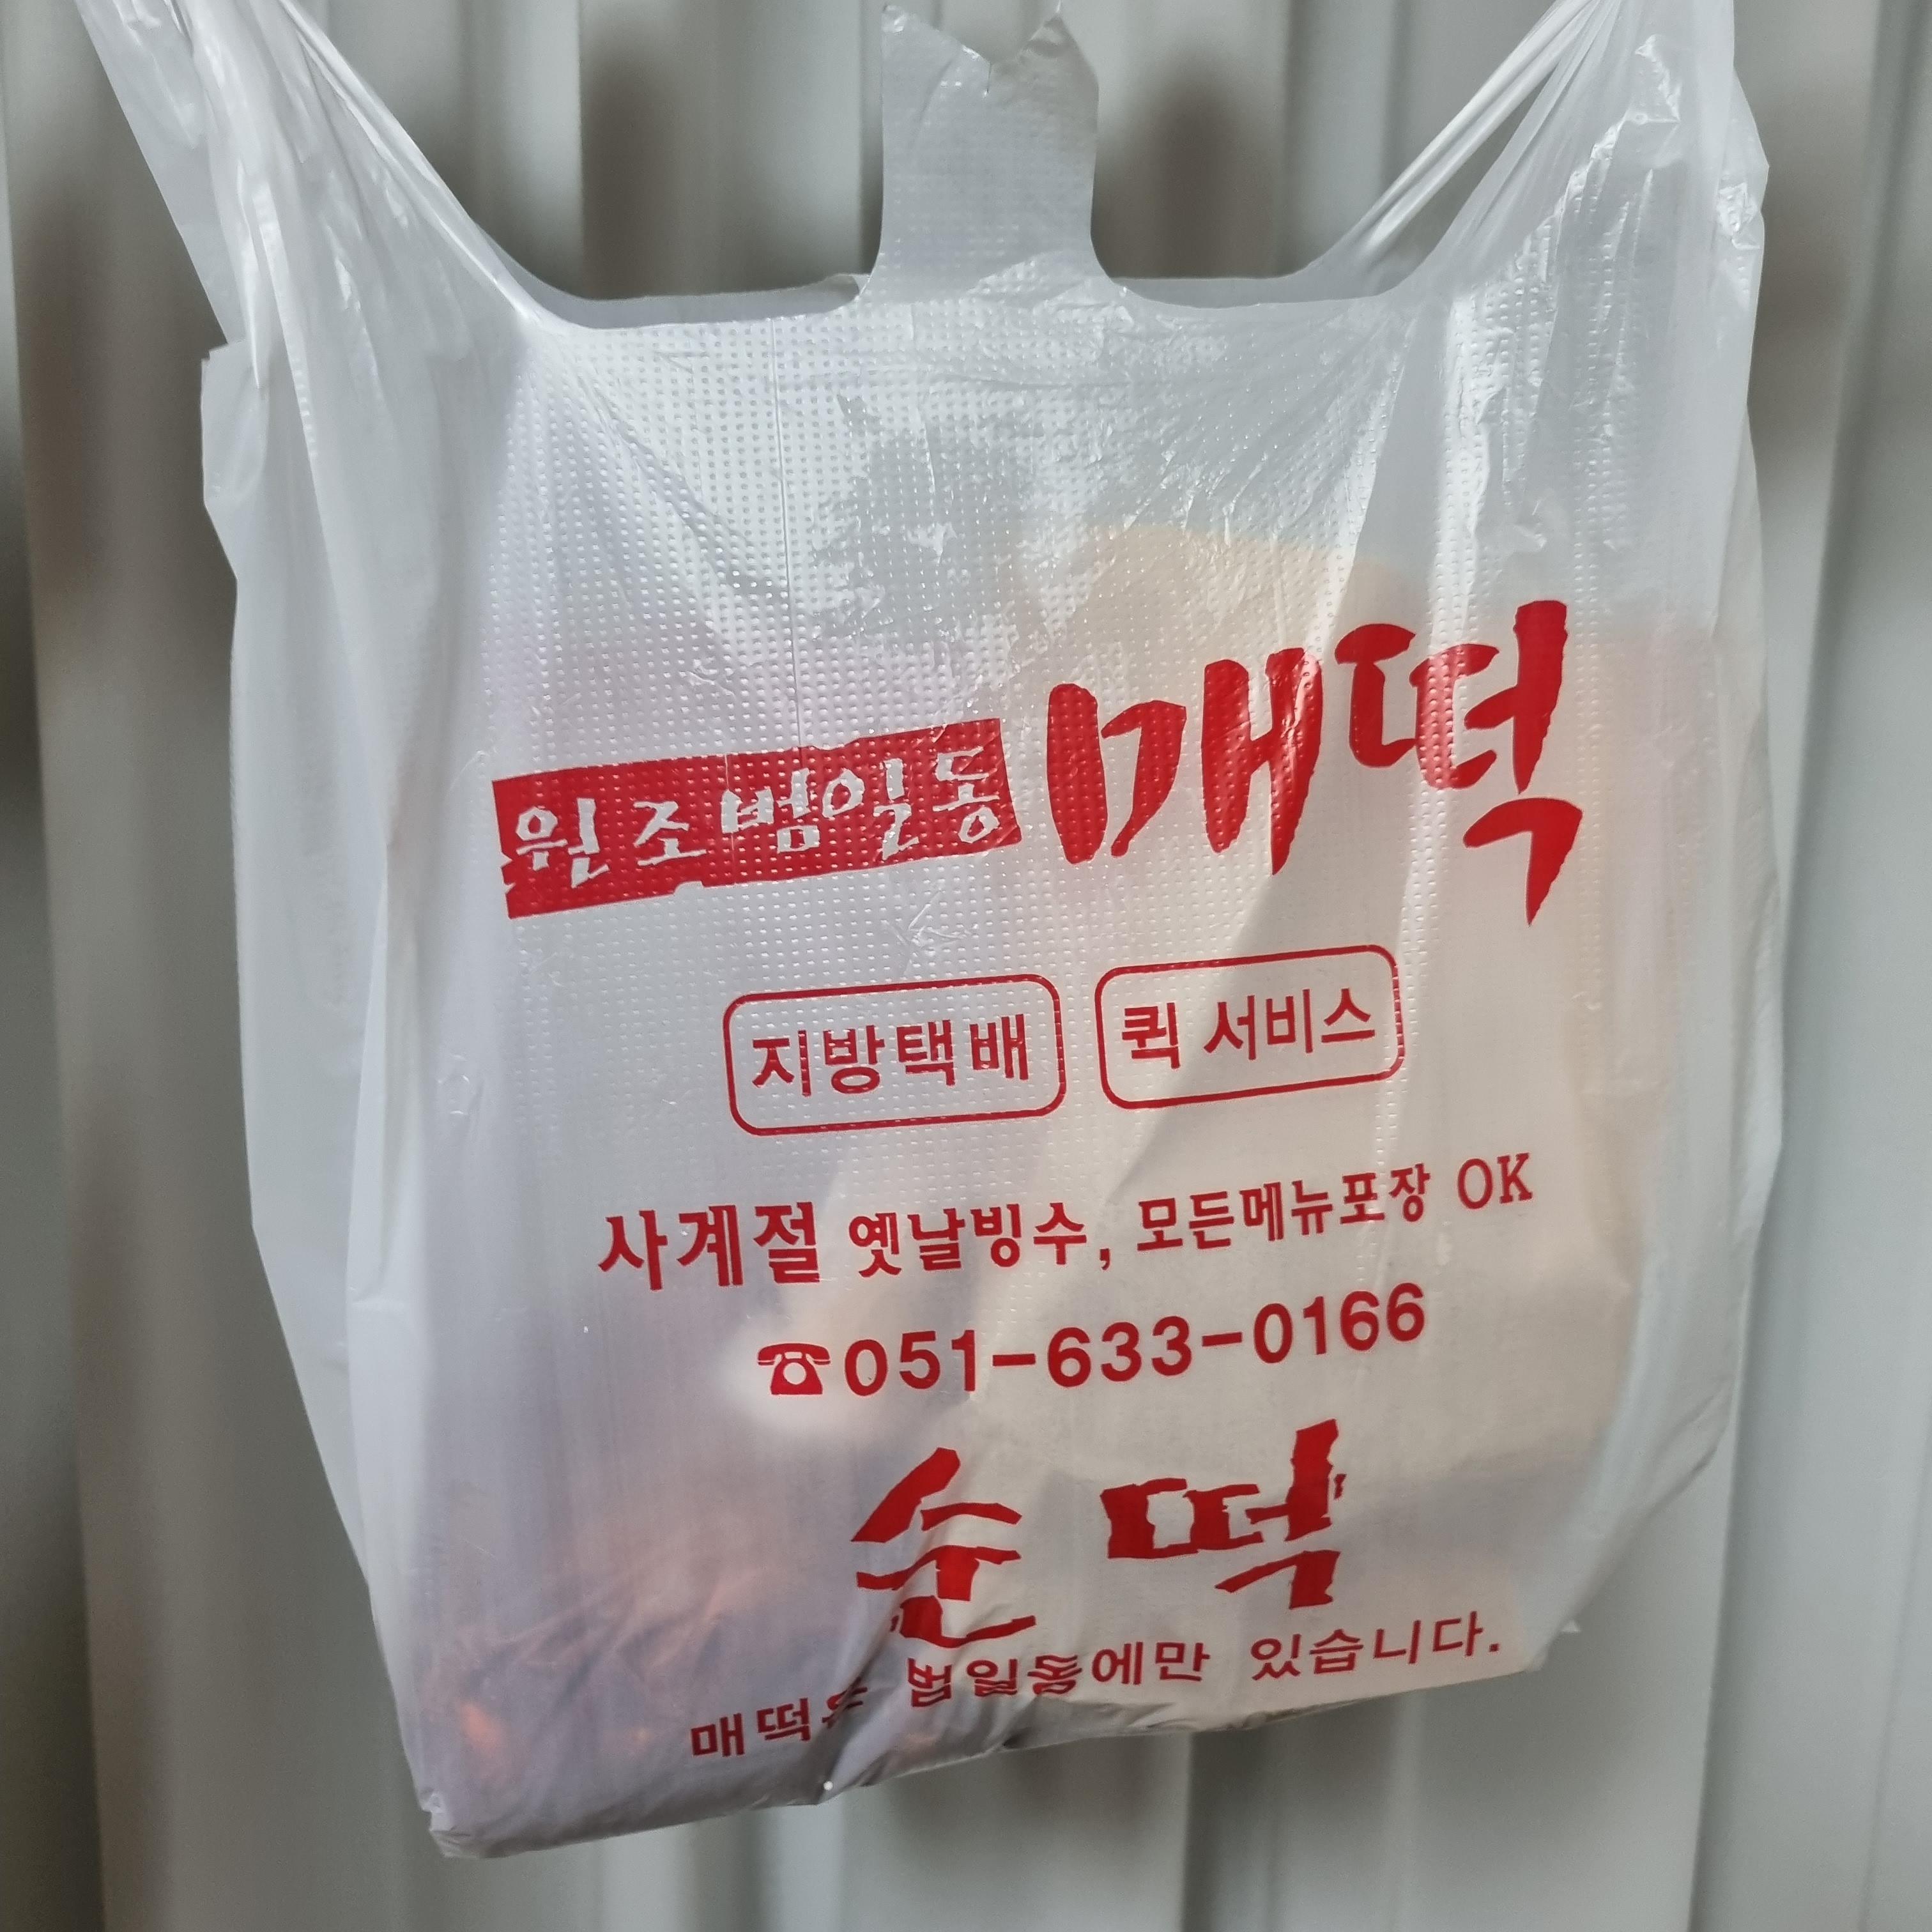 원조범일동 매떡
지방택배 퀵 서비스
사계절 옛날빙수, 모든메뉴포장 OK
☎051-633-0166
순떡
매떡은 범일동에만 있습니다.